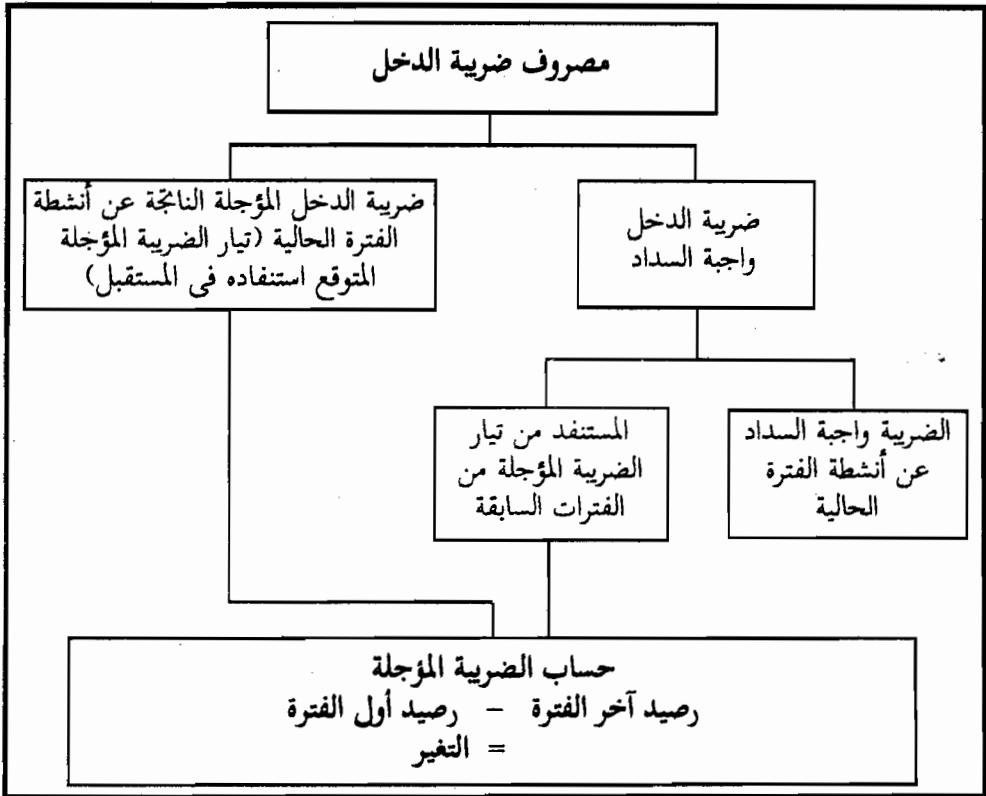 مصروف ضريبة الدخل
ضريبة الدخل
واجبة السداد
ضريبة الدخل المؤجلة الناتجة عن أنشطة
الفترة الحالية (تيار الضريبة المؤجلة
المتوقع استنفاده فى المستقبل)
الضريبة واجبة السداد
عن أنشطة الفترة
الحالية
المستنفد من تيار
الضريبة المؤجلة من
الفترات السابقة
حساب الضريبة المؤجلة
رصيد آخر الفترة – رصيد أول الفترة
= التغير